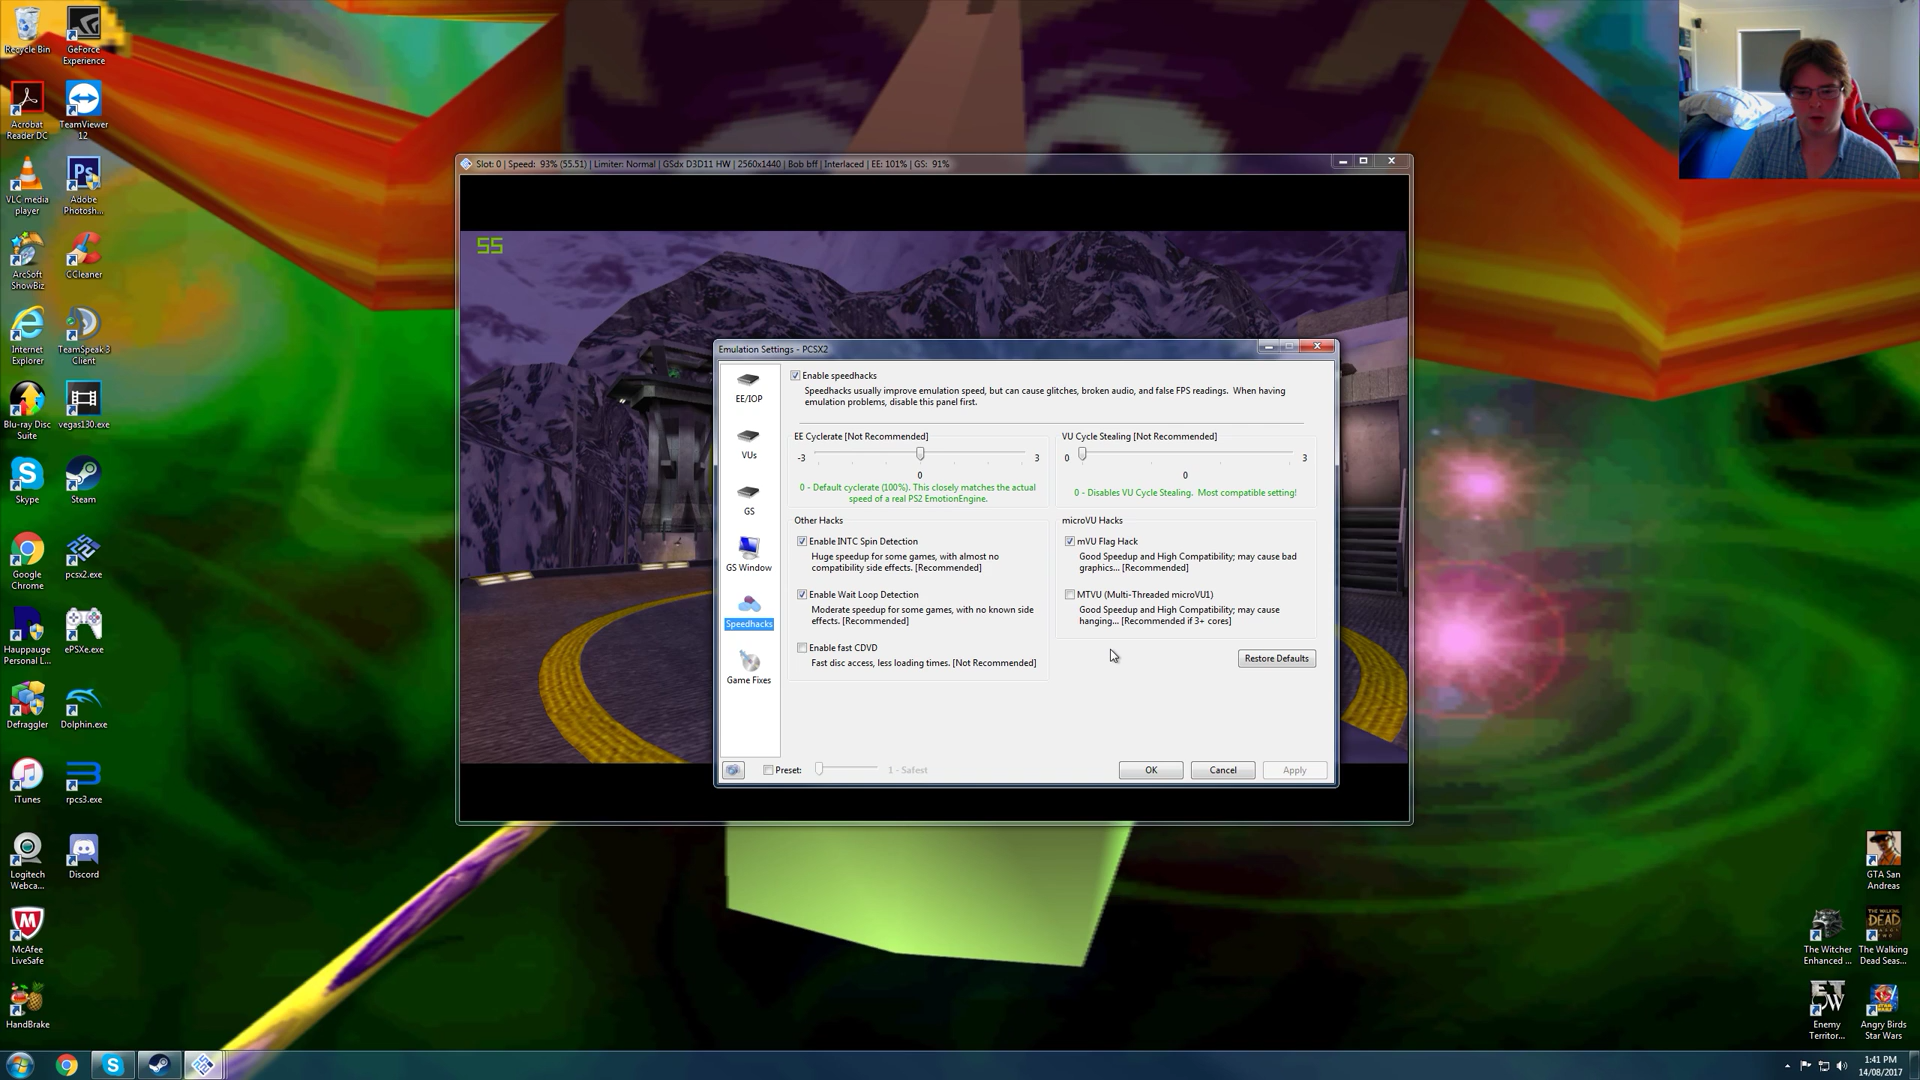 Recycle Bin
GeForce
Experience
Acrobat
Reader DC
TeamViewer
12
VLC media
player
Adobe
Photosh...
ArcSoft
ShowBiz
CCleaner
Internet
Explorer
TeamSpeak 3
Client
Blu-ray Disc
Suite
vegas130.exe
Skype
Steam
Google
Chrome
pcsx2.exe
Hauppauge
Personal L...
ePSXe.exe
Defraggler
Dolphin.exe
iTunes
rpcs3.exe
Logitech
Webca...
Discord
McAfee
LiveSafe
HandBrake
Slot: 0 | Speed: 93% (55.51) | Limiter: Normal | GSdx D3D11 HW | 2560x1440 | Bob bff | Interlaced | EE: 101% | GS: 91%
55
Emulation Settings - PCSX2
EE/IOP
VUs
GS
GS Window
Speedhacks
Game Fixes
Enable speedhacks
Speedhacks usually improve emulation speed, but can cause glitches, broken audio, and false FPS readings. When having
emulation problems, disable this panel first.
EE Cyclerate [Not Recommended]
-3
3
0
0 - Default cyclerate (100%). This closely matches the actual
speed of a real PS2 EmotionEngine.
VU Cycle Stealing [Not Recommended]
0
3
0
0 - Disables VU Cycle Stealing. Most compatible setting!
Other Hacks
Enable INTC Spin Detection
Huge speedup for some games, with almost no
compatibility side effects. [Recommended]
Enable Wait Loop Detection
Moderate speedup for some games, with no known side
effects. [Recommended]
Enable fast CDVD
Fast disc access, less loading times. [Not Recommended]
microVU Hacks
mVU Flag Hack
Good Speedup and High Compatibility; may cause bad
graphics... [Recommended]
MTVU (Multi-Threaded microVU1)
Good Speedup and High Compatibility; may cause
hanging... [Recommended if 3+ cores]
Restore Defaults
Preset:
1 - Safest
OK
Cancel
Apply
GTA San
Andreas
The Witcher
Enhanced ...
The Walking
Dead Seas...
Enemy
Territor...
Angry Birds
Star Wars
1:41 PM
14/08/2017